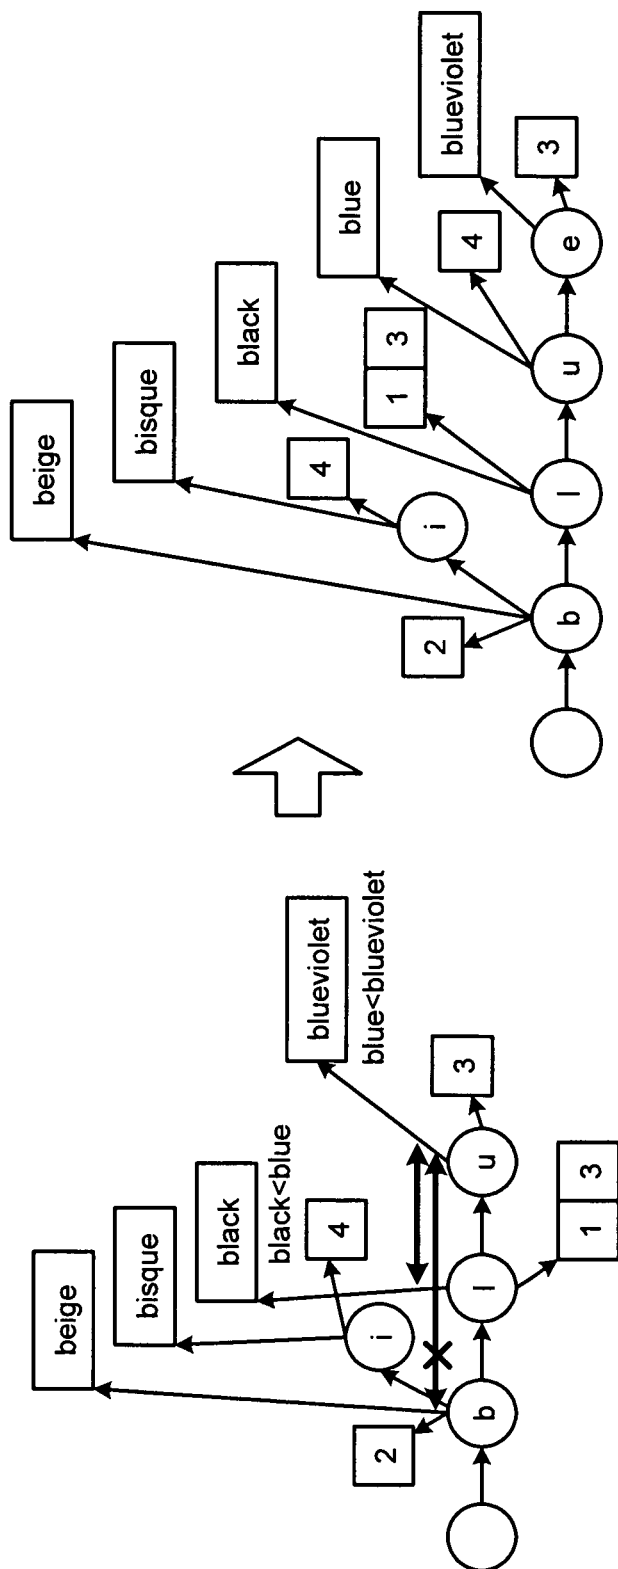 beige
bisque
black
black<blue
blueviolet
blue<blueviolet
2
i
4
b
l
u
3
1 3
beige
bisque
black
blue
blueviolet
2
4
i
1 3
4
3
b
l
u
e